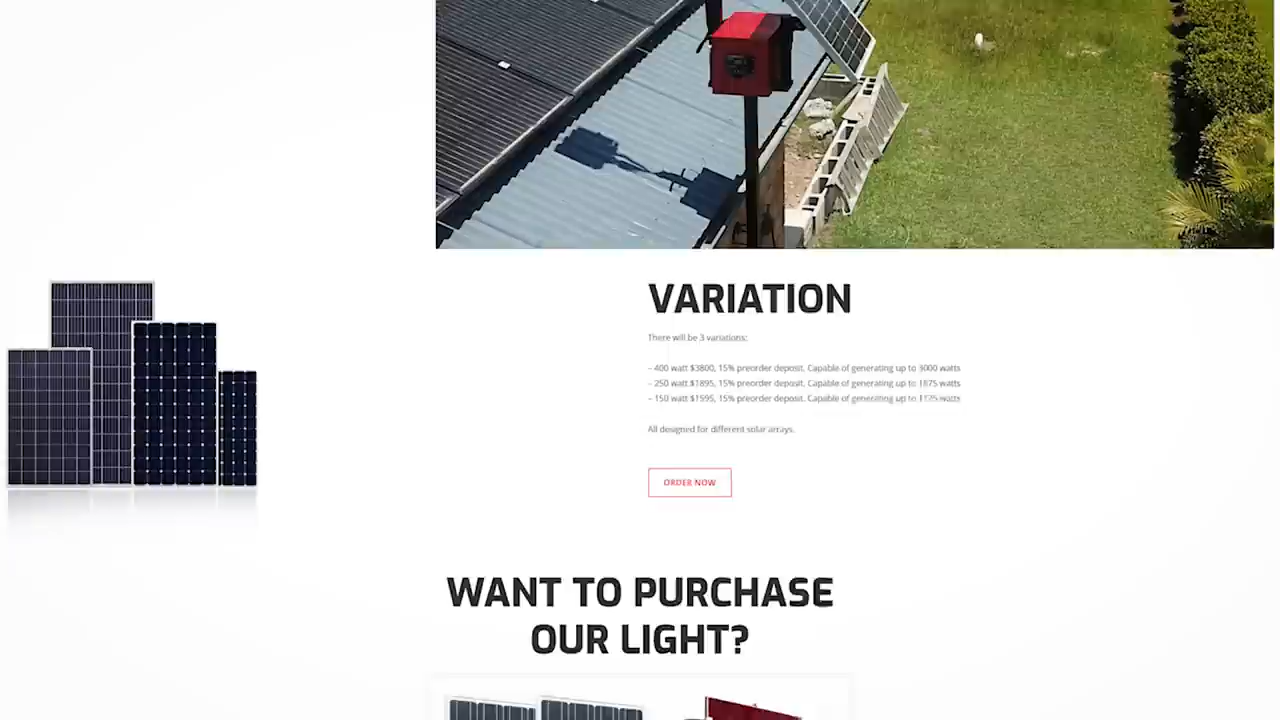 VARIATION
There will be 3 variations:
– 400 watt $3800, 15% preorder deposit. Capable of generating up to 3000 watts
– 250 watt $1895, 15% preorder deposit. Capable of generating up to 1875 watts
– 150 watt $1595, 15% preorder deposit. Capable of generating up to 1125 watts
All designed for different solar arrays.
ORDER NOW
WANT TO PURCHASE
OUR LIGHT?